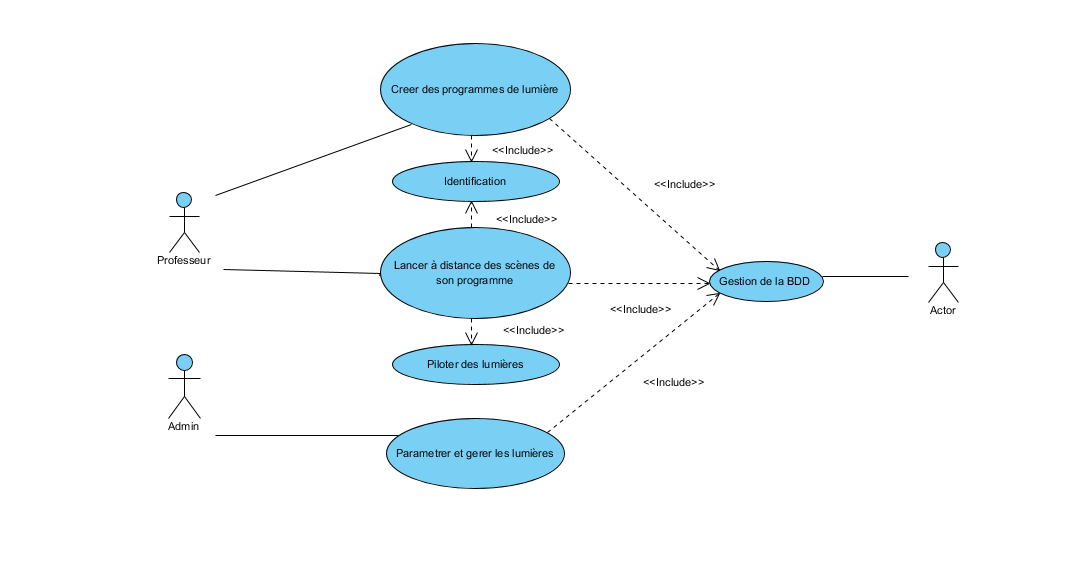 Creer des programmes de lumière
<<Include>>
Identification
<<Include>>
<<Include>>
Professeur
Lancer à distance des scènes de
son programme
Gestion de la BDD
Actor
<<Include>>
<<Include>>
Piloter des lumières
<<Include>>
Admin
Parametrer et gerer les lumières